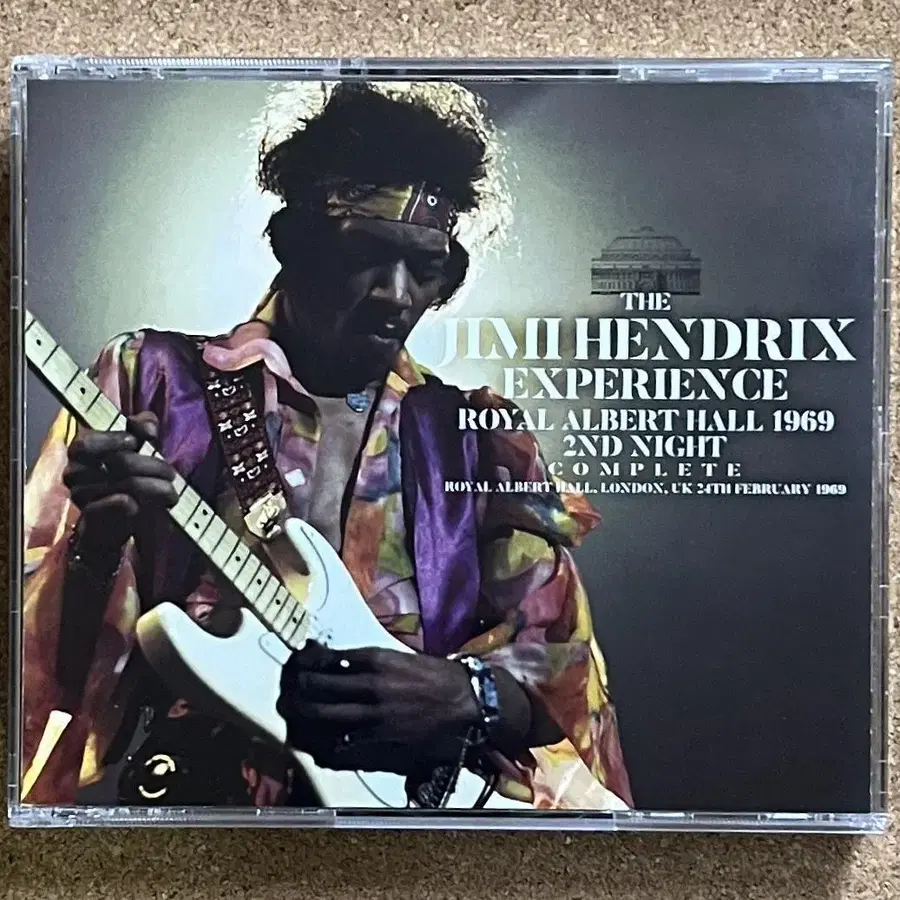 THE
JIMI HENDRIX
EXPERIENCE
ROYAL ALBERT HALL 1969
2ND NIGHT
COMPLETE
ROYAL ALBERT HALL, LONDON, UK 24TH FEBRUARY 1969